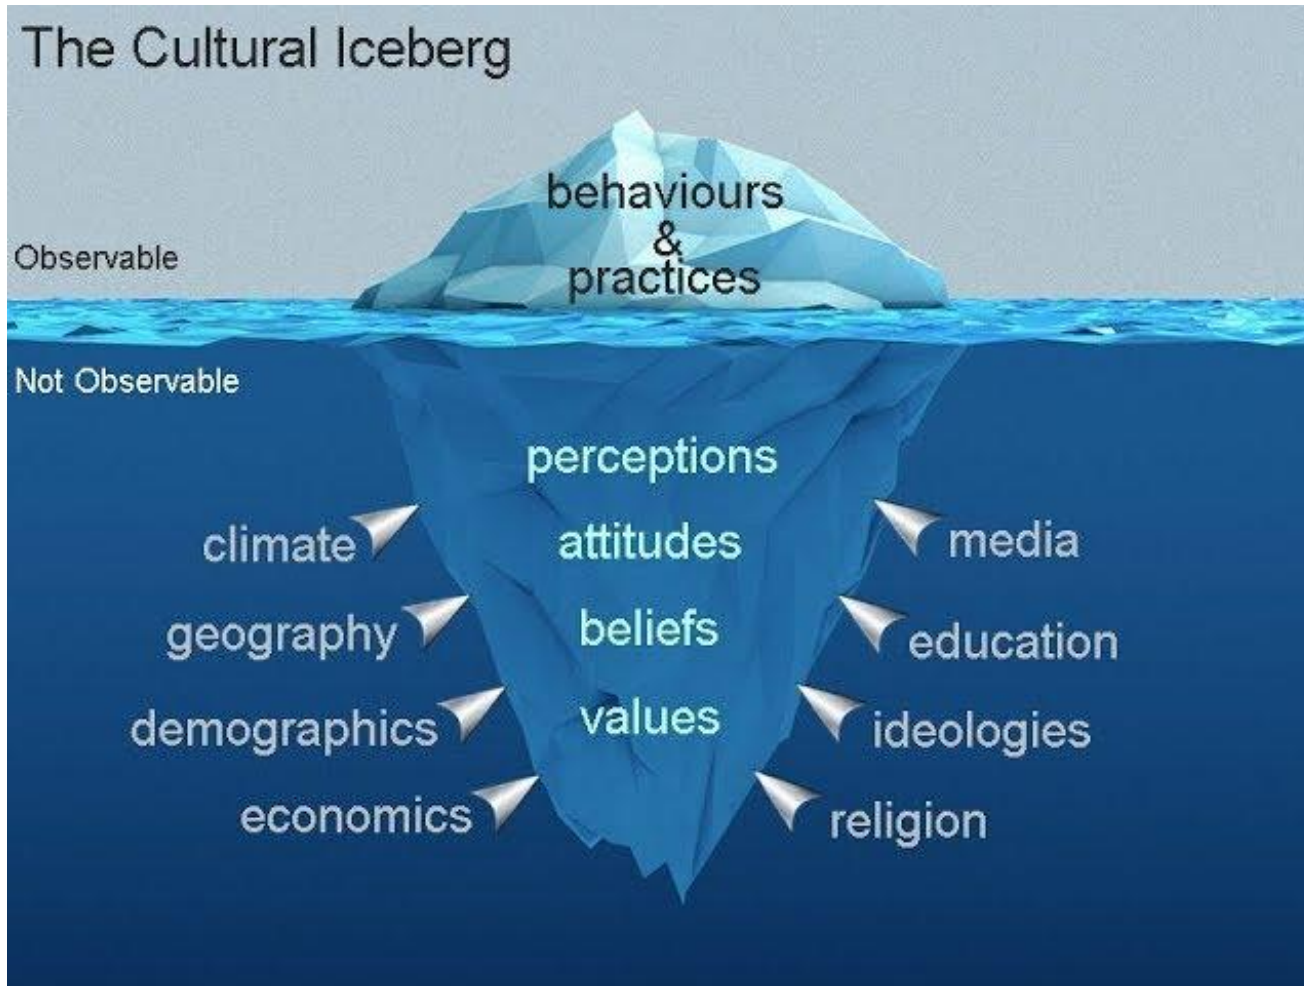 The Cultural Iceberg
behaviours
&
practices
Observable
Not Observable
perceptions
attitudes
beliefs
values
climate
geography
demographics
economics
media
education
ideologies
religion